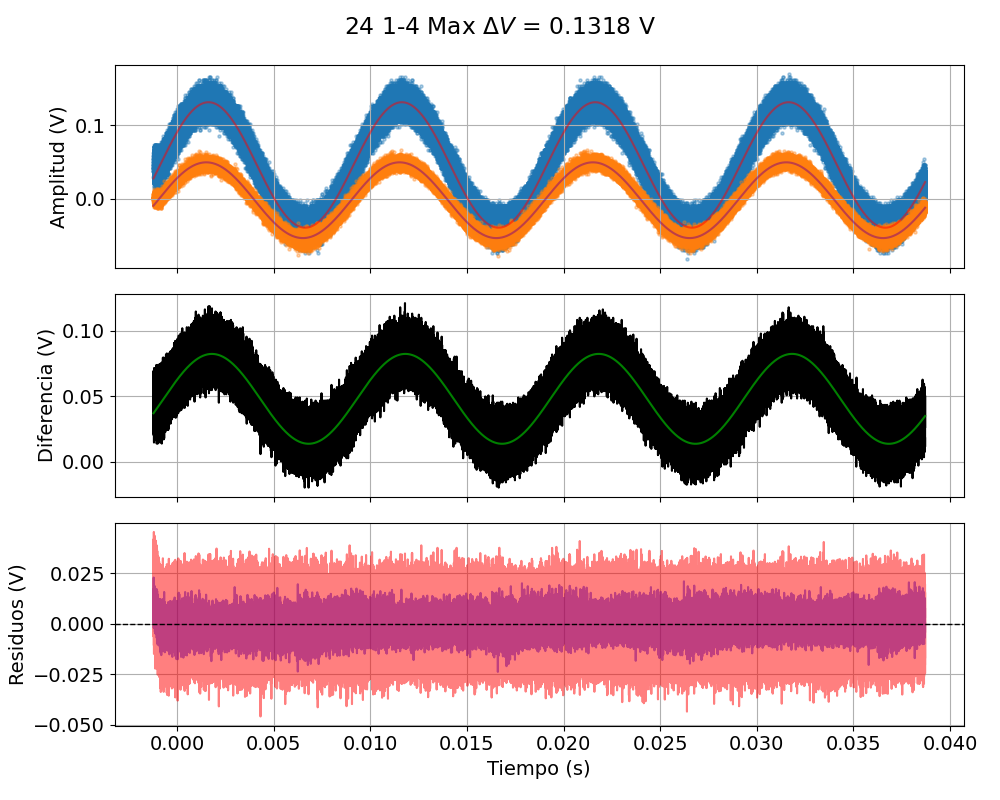 24 1-4 Max ΔV = 0.1318 V
Amplitud (V)
0.1
0.0
Diferencia (V)
0.10
0.05
0.00
Residuos (V)
0.025
0.000
−0.025
−0.050
0.000 0.005 0.010 0.015 0.020 0.025 0.030 0.035 0.040
Tiempo (s)